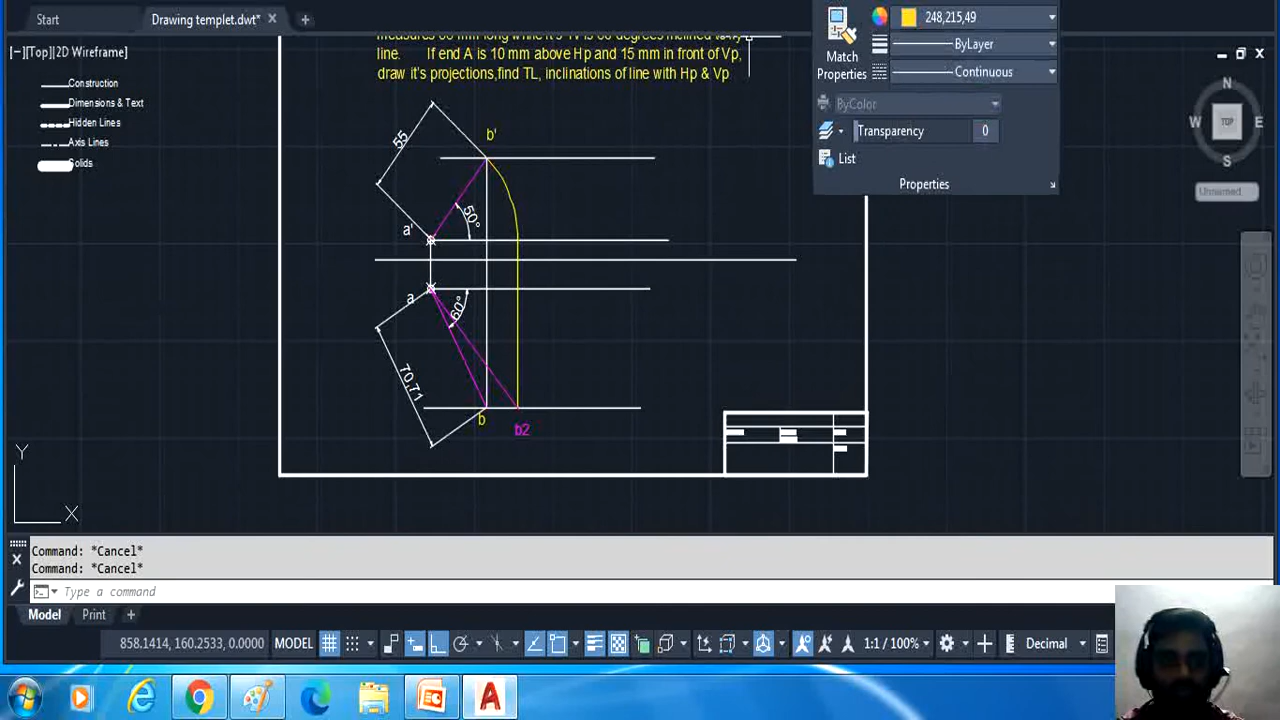 Start
Drawing templet.dwt*
[−][Top][2D Wireframe]
Construction
Dimensions & Text
Hidden Lines
Axis Lines
Solids
line. If end A is 10 mm above Hp and 15 mm in front of Vp,
draw it's projections,find TL, inclinations of line with Hp & Vp
248,215,49
Match
Properties
ByLayer
Continuous
ByColor
Transparency
0
List
Properties
N
W
TOP
E
S
Unnamed
55
b'
50°
a'
a
60°
70,71
b
b2
Y
X
Command: *Cancel*
Command: *Cancel*
Type a command
Model
Print
858.1414, 160.2533, 0.0000
MODEL
1:1 / 100%
Decimal